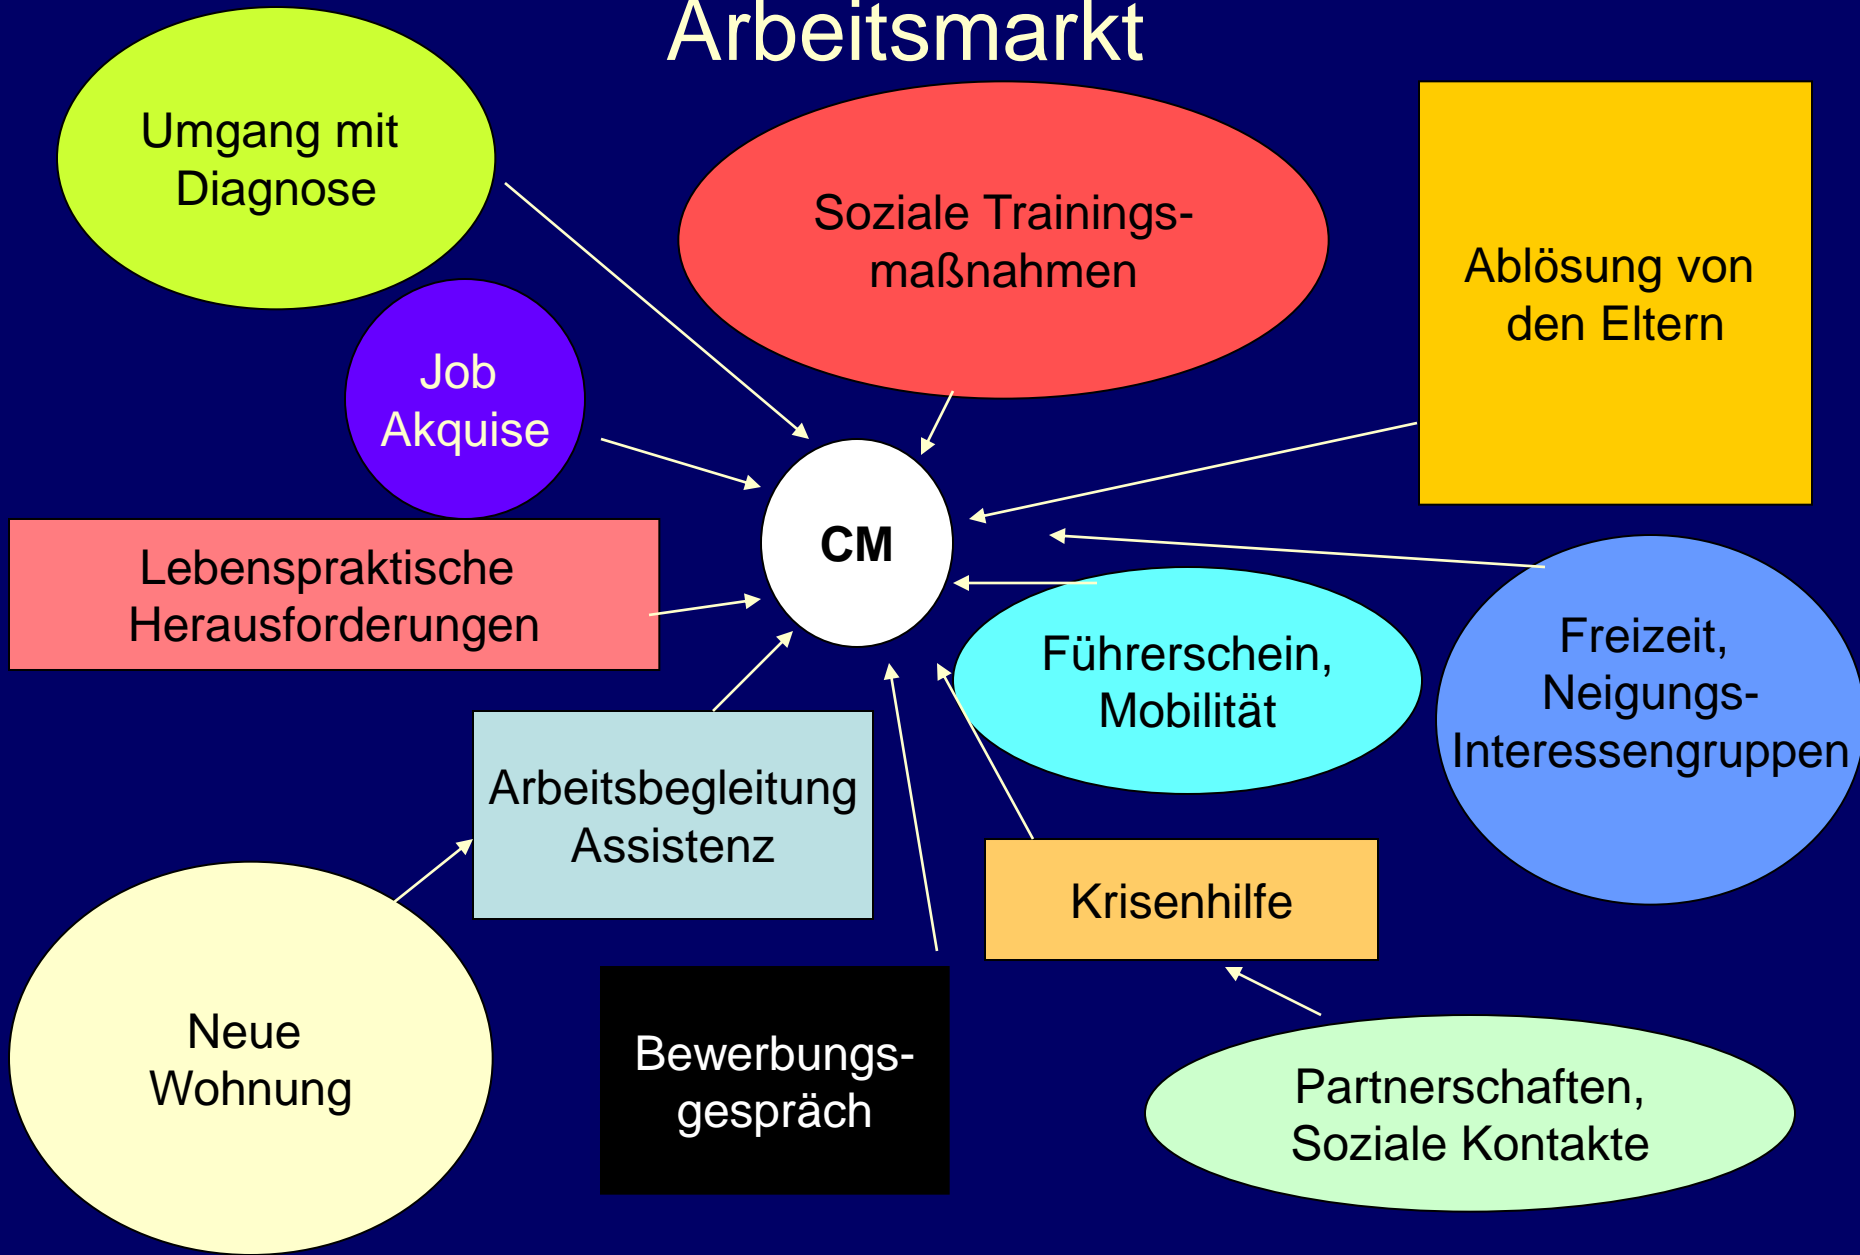 Arbeitsmarkt
Umgang mit
Diagnose
Soziale Trainings-
maßnahmen
Ablösung von
den Eltern
Job
Akquise
CM
Lebenspraktische
Herausforderungen
Führerschein,
Mobilität
Freizeit,
Neigungs-
Interessengruppen
Arbeitsbegleitung
Assistenz
Krisenhilfe
Neue
Wohnung
Bewerbungs-
gespräch
Partnerschaften,
Soziale Kontakte